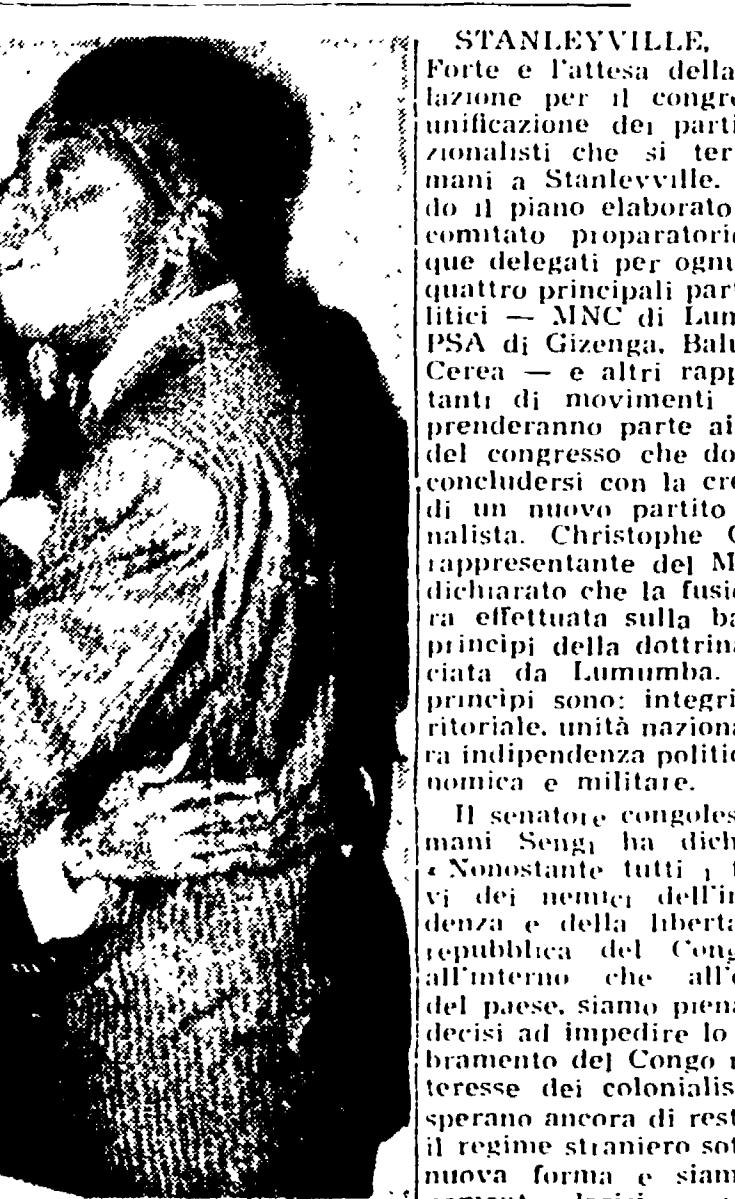 STANLEYVILLE,
Forte e l'attesa della
lazione per il congre
unificazione dei parti
zionalisti che si ter
mani a Stanleyville.
do il piano elaborato
comitato proparatorio
que delegati per ognu
quattro principali part
litici — MNC di Lum
PSA di Gizenga, Balu
Cerea — e altri rapp
tanti di movimenti
prenderanno parte ai
del congresso che do
concludersi con la cre
di un nuovo partito
nalista. Christophe G
rappresentante del M
dichiarato che la fusio
ra effettuata sulla ba
principi della dottrina
ciata da Lumumba.
principi sono: integri
ritoriale, unità naziona
ra indipendenza politic
nomica e militare.
Il senatore congoles
mani Sengi ha dich
« Nonostante tutti i t
vi dei nemici dell'in
denza e della liberta
repubblica del Cong
all'interno che all'e
del paese, siamo piena
decisi ad impedire lo
bramento del Congo n
teresse dei colonialis
sperano ancora di rest
il regime straniero sot
nuova forma e siam